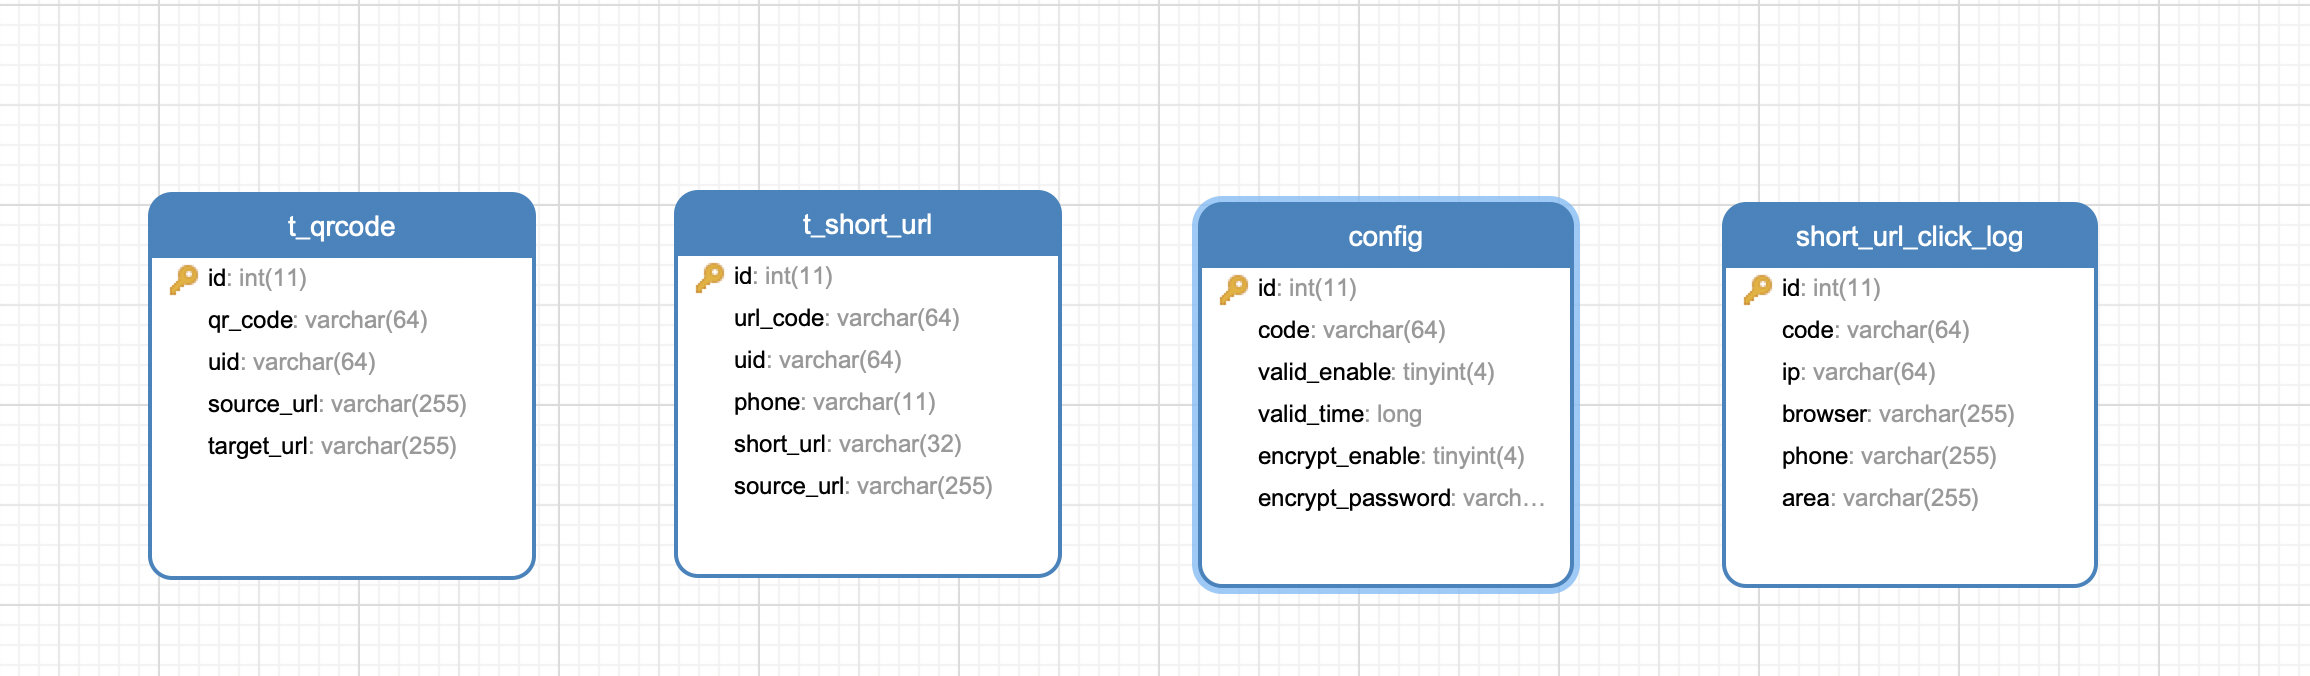 t_qrcode
id: int(11)
qr_code: varchar(64)
uid: varchar(64)
source_url: varchar(255)
target_url: varchar(255)
t_short_url
id: int(11)
url_code: varchar(64)
uid: varchar(64)
phone: varchar(11)
short_url: varchar(32)
source_url: varchar(255)
config
id: int(11)
code: varchar(64)
valid_enable: tinyint(4)
valid_time: long
encrypt_enable: tinyint(4)
encrypt_password: varch...
short_url_click_log
id: int(11)
code: varchar(64)
ip: varchar(64)
browser: varchar(255)
phone: varchar(255)
area: varchar(255)